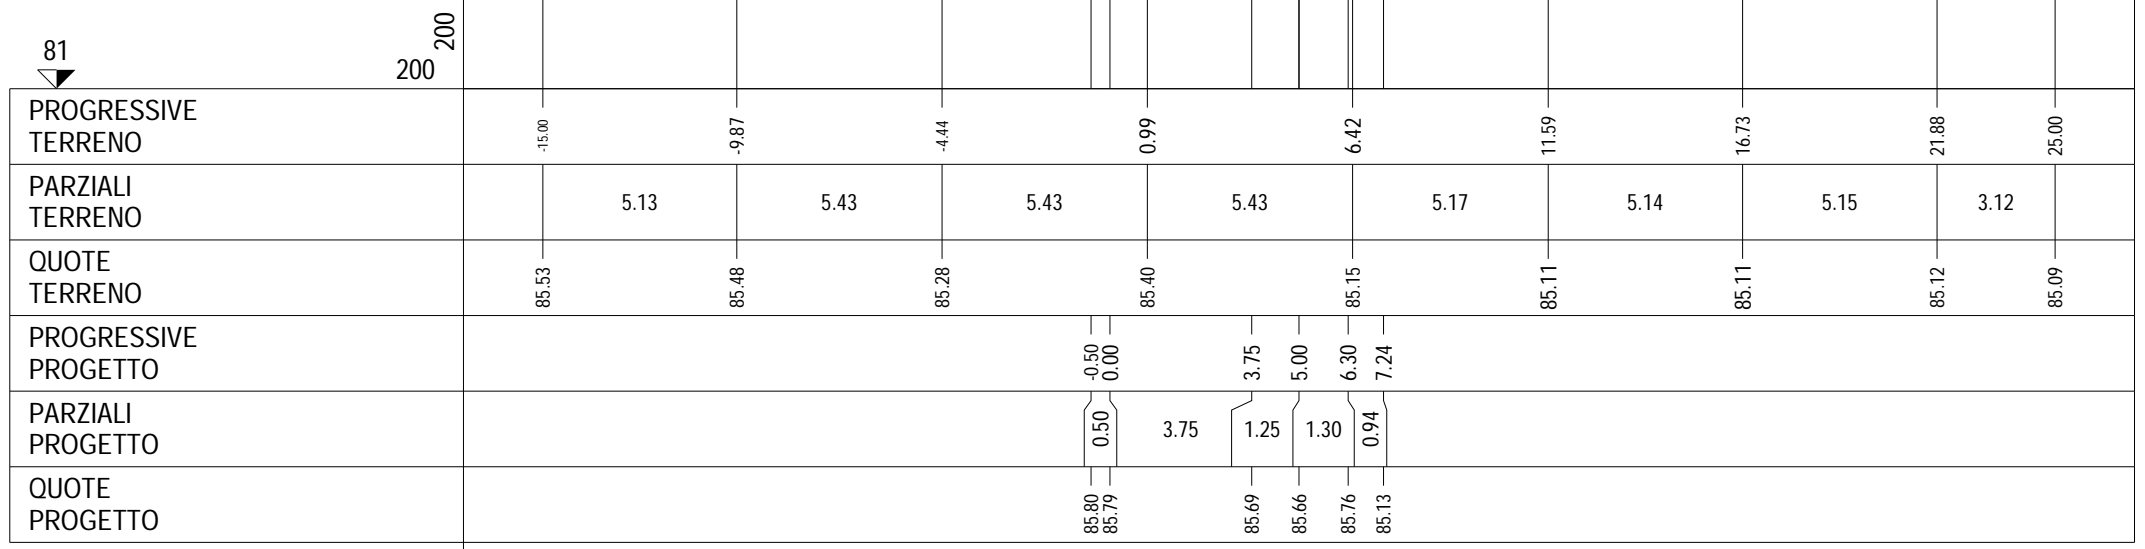 200
81
200
PROGRESSIVE
TERRENO
-15.00 -9.87 -4.44 0.99 6.42 11.59 16.73 21.88 25.00
PARZIALI
TERRENO
5.13 5.43 5.43 5.43 5.17 5.14 5.15 3.12
QUOTE
TERRENO
85.53 85.48 85.28 85.40 85.15 85.11 85.11 85.12 85.09
PROGRESSIVE
PROGETTO
-0.50 0.00 3.75 5.00 6.30 7.24
PARZIALI
PROGETTO
0.50 3.75 1.25 1.30 0.94
QUOTE
PROGETTO
85.80 85.79 85.69 85.66 85.76 85.13